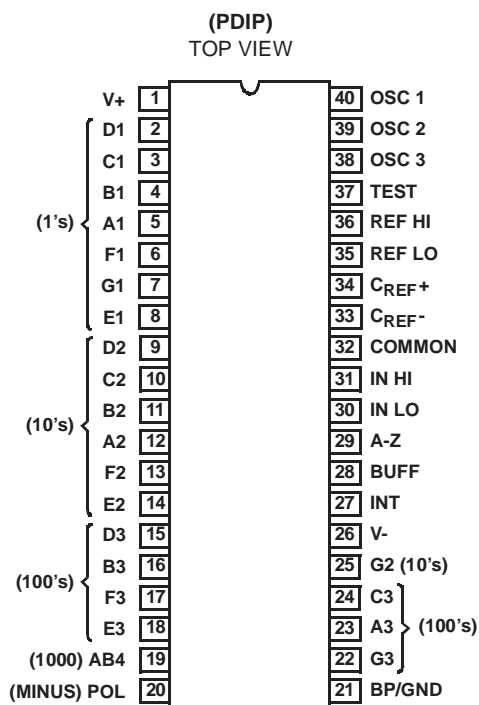 (PDIP)
TOP VIEW
V+ 1 40 OSC 1
D1 2 39 OSC 2
C1 3 38 OSC 3
B1 4 37 TEST
(1's) A1 5 36 REF HI
F1 6 35 REF LO
G1 7 34 CREF+
E1 8 33 CREF-
D2 9 32 COMMON
C2 10 31 IN HI
B2 11 30 IN LO
(10's) A2 12 29 A-Z
F2 13 28 BUFF
E2 14 27 INT
D3 15 26 V-
B3 16 25 G2 (10's)
(100's) F3 17 24 C3
E3 18 23 A3 (100's)
(1000) AB4 19 22 G3
(MINUS) POL 20 21 BP/GND